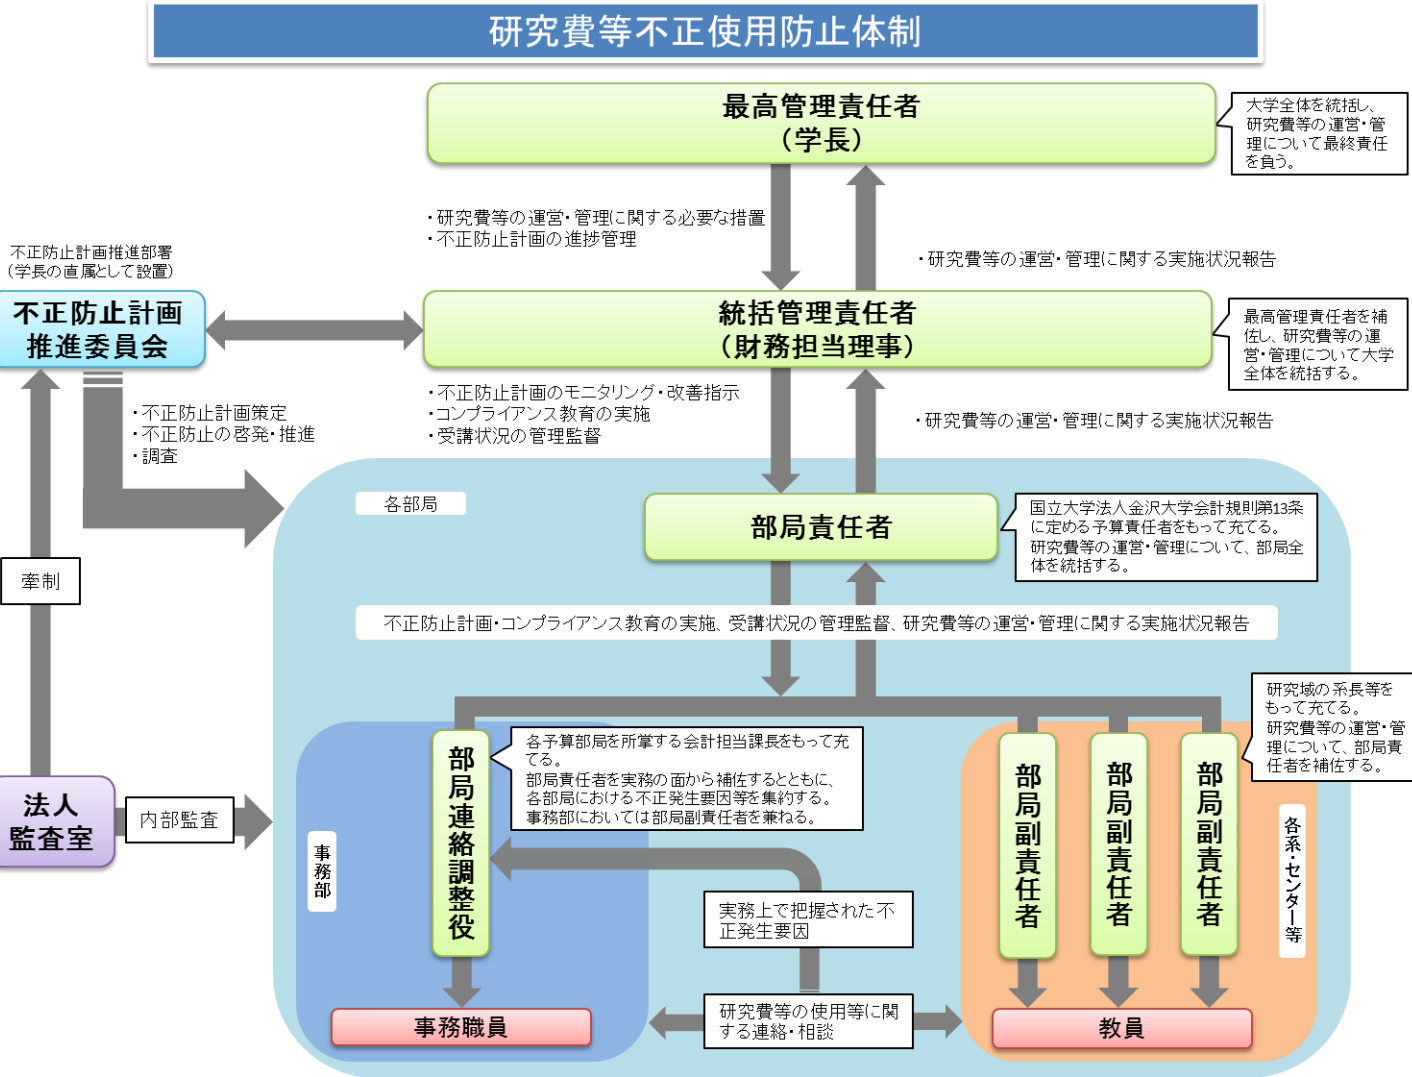 研究費等不正使用防止体制
最高管理責任者
（学長）
大学全体を統括し、
研究費等の運営・管
理について最終責任
を負う。
・研究費等の運営・管理に関する必要な措置
・不正防止計画の進捗管理
・研究費等の運営・管理に関する実施状況報告
不正防止計画推進部署
（学長の直属として設置）
不正防止計画
推進委員会
統括管理責任者
（財務担当理事）
最高管理責任者を補
佐し、研究費等の運
営・管理について大学
全体を統括する。
・不正防止計画のモニタリング・改善指示
・コンプライアンス教育の実施
・受講状況の管理監督
・研究費等の運営・管理に関する実施状況報告
・不正防止計画策定
・不正防止の啓発・推進
・調査
各部局
部局責任者
国立大学法人金沢大学会計規則第13条
に定める予算責任者をもって充てる。
研究費等の運営・管理について、部局全
体を統括する。
牽制
不正防止計画・コンプライアンス教育の実施、受講状況の管理監督、研究費等の運営・管理に関する実施状況報告
研究域の系長等を
もって充てる。
研究費等の運営・管
理について、部局責
任者を補佐する。
部局連絡調整役
各予算部局を所掌する会計担当課長をもって充
てる。
部局責任者を実務の面から補佐するとともに、
各部局における不正発生要因等を集約する。
事務部においては部局副責任者を兼ねる。
部局副責任者
部局副責任者
部局副責任者
法人
監査室
内部監査
事務部
各系・センター等
実務上で把握された不
正発生要因
事務職員
研究費等の使用等に関
する連絡・相談
教員